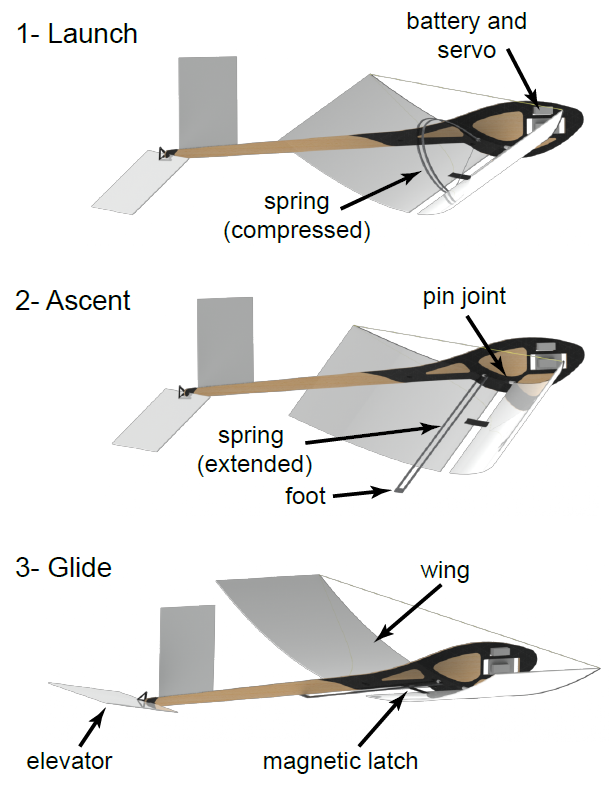 1- Launch
battery and
servo
spring
(compressed)
2- Ascent
pin joint
spring
(extended)
foot
3- Glide
wing
elevator
magnetic latch